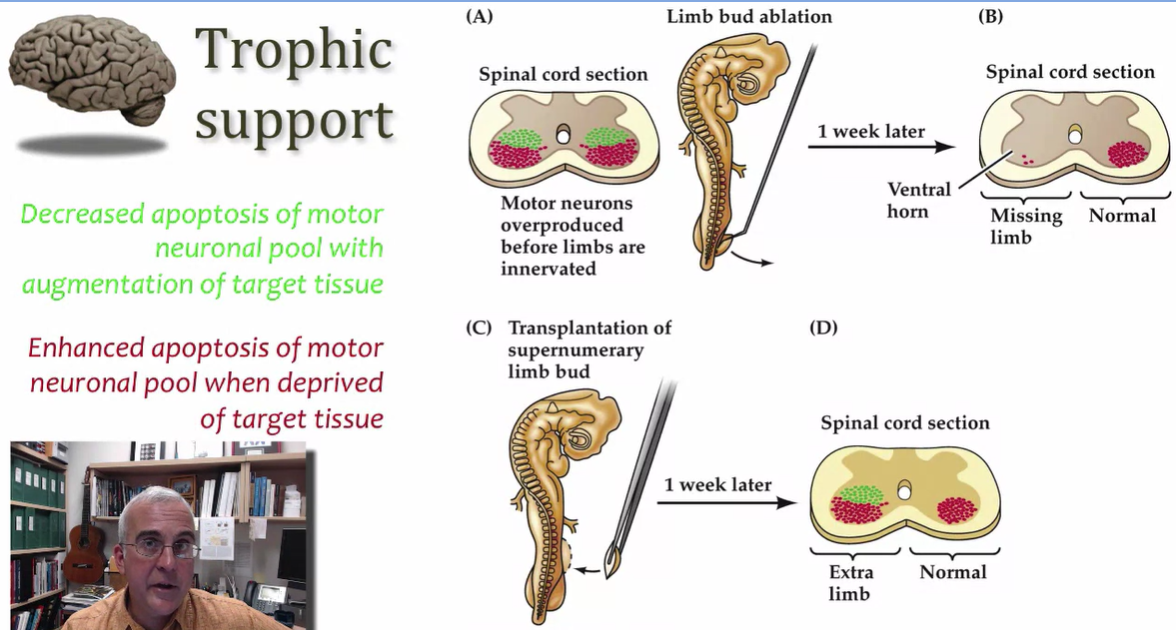 Trophic
support
Decreased apoptosis of motor
neuronal pool with
augmentation of target tissue
Enhanced apoptosis of motor
neuronal pool when deprived
of target tissue
(A)
Limb bud ablation
(B)
Spinal cord section
Motor neurons
overproduced
before limbs are
innervated
1 week later
Spinal cord section
Ventral
horn
Missing
limb
Normal
(C)
Transplantation of
supernumerary
limb bud
1 week later
(D)
Spinal cord section
Extra
limb
Normal